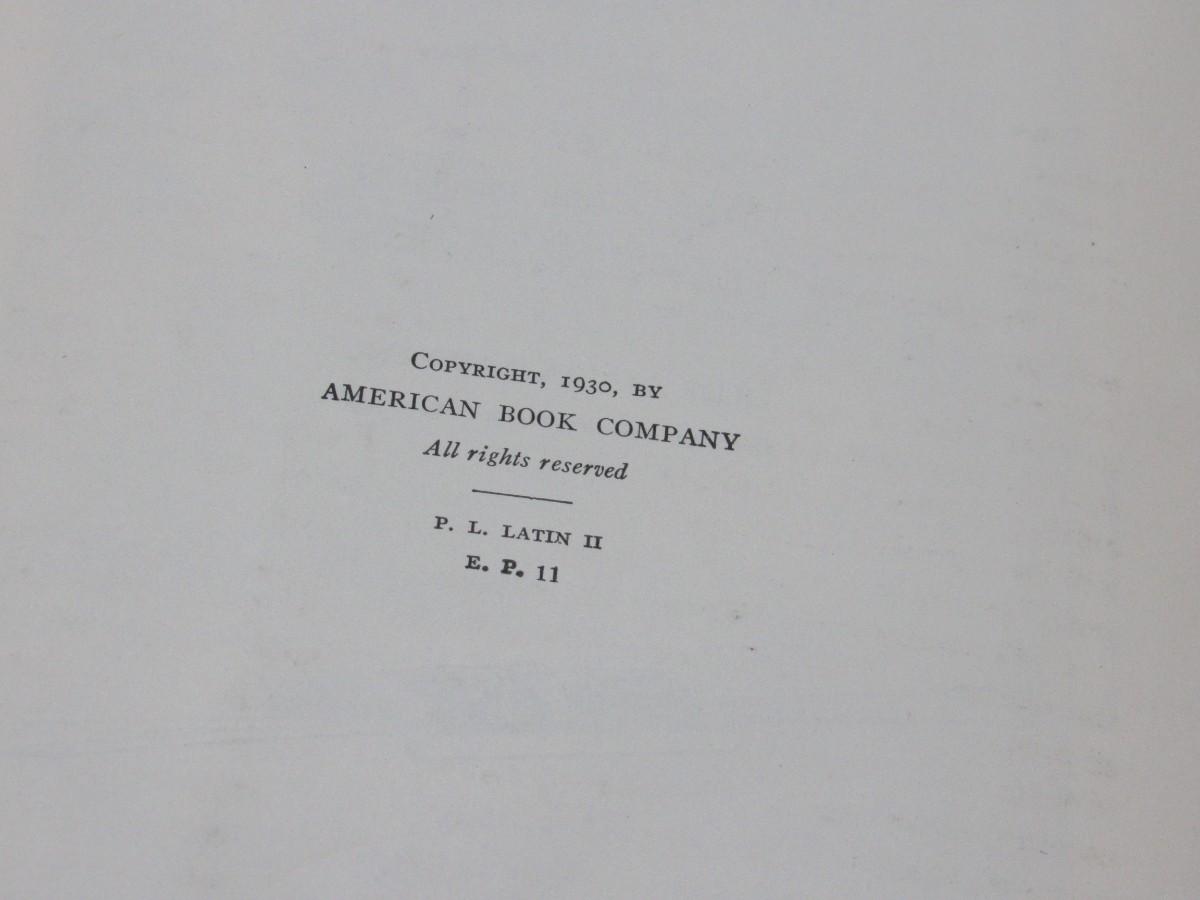 Copyright, 1930, by
AMERICAN BOOK COMPANY
All rights reserved
P. L. LATIN II
E. P. 11